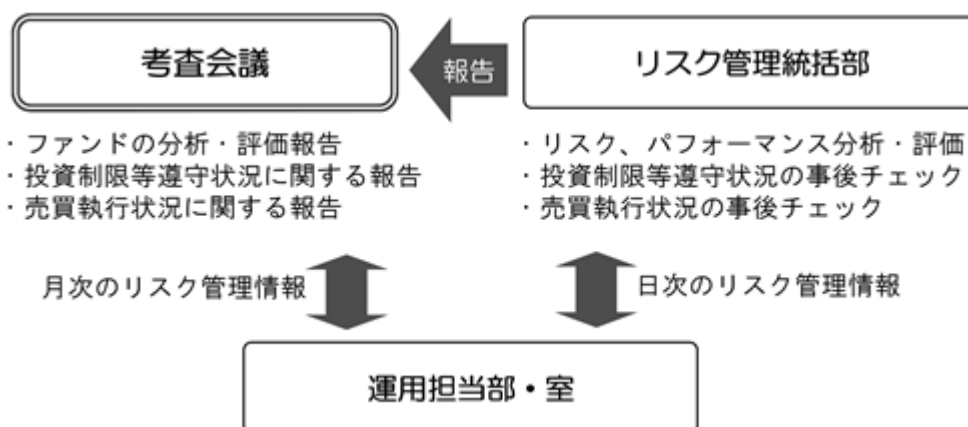 考査会議
報告
リスク管理統括部
・ファンドの分析・評価報告
・投資制限等遵守状況に関する報告
・売買執行状況に関する報告
・リスク、パフォーマンス分析・評価
・投資制限等遵守状況の事後チェック
・売買執行状況の事後チェック
月次のリスク管理情報
日次のリスク管理情報
運用担当部・室